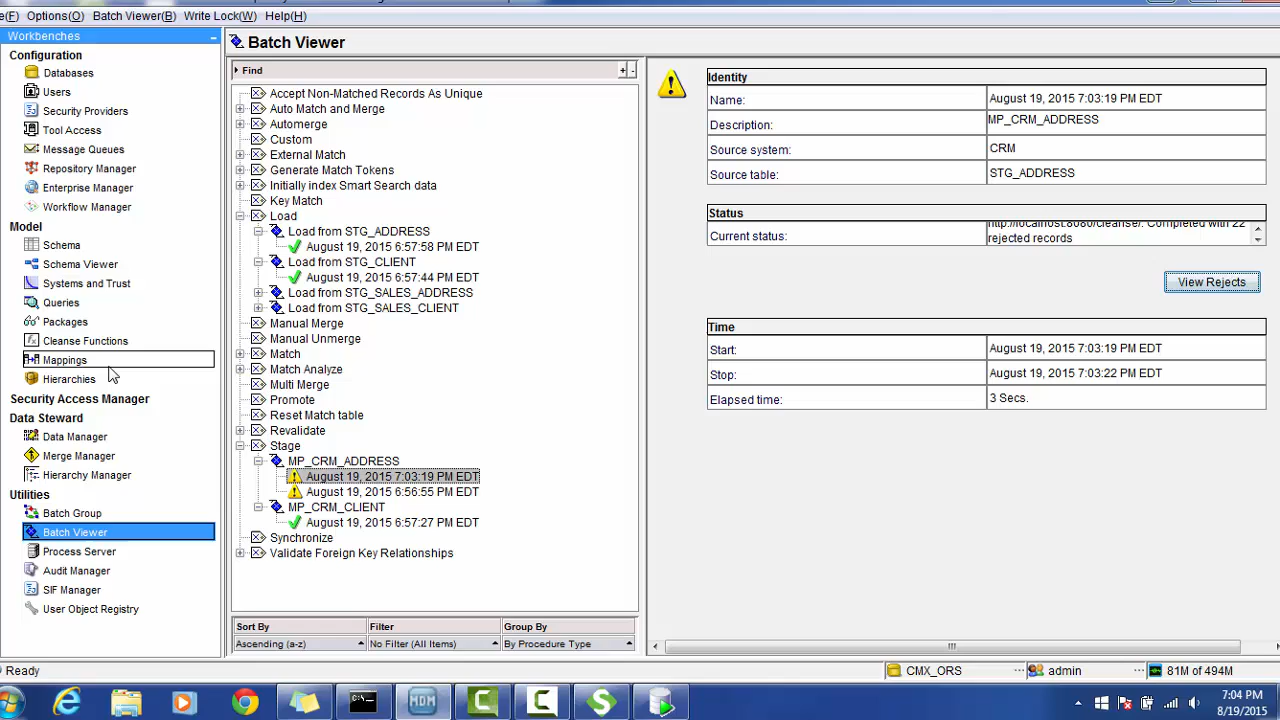 e(F) Options(O) Batch Viewer(B) Write Lock(W) Help(H)
Workbenches
Configuration
Databases
Users
Security Providers
Tool Access
Message Queues
Repository Manager
Enterprise Manager
Workflow Manager
Model
Schema
Schema Viewer
Systems and Trust
Queries
Packages
Cleanse Functions
Mappings
Hierarchies
Security Access Manager
Data Steward
Data Manager
Merge Manager
Hierarchy Manager
Utilities
Batch Group
Batch Viewer
Process Server
Audit Manager
SIF Manager
User Object Registry
Batch Viewer
Find
+ -
Accept Non-Matched Records As Unique
Auto Match and Merge
Automerge
Custom
External Match
Generate Match Tokens
Initially index Smart Search data
Key Match
Load
Load from STG_ADDRESS
August 19, 2015 6:57:58 PM EDT
Load from STG_CLIENT
August 19, 2015 6:57:44 PM EDT
Load from STG_SALES_ADDRESS
Load from STG_SALES_CLIENT
Manual Merge
Manual Unmerge
Match
Match Analyze
Multi Merge
Promote
Reset Match table
Revalidate
Stage
MP_CRM_ADDRESS
August 19, 2015 7:03:19 PM EDT
August 19, 2015 6:56:55 PM EDT
MP_CRM_CLIENT
August 19, 2015 6:57:27 PM EDT
Synchronize
Validate Foreign Key Relationships
Sort By Filter Group By
Ascending (a-z) No Filter (All Items) By Procedure Type
Identity
Name: August 19, 2015 7:03:19 PM EDT
Description: MP_CRM_ADDRESS
Source system: CRM
Source table: STG_ADDRESS
Status
Current status: http://localhost:8080/cleanse/. Completed with 22
rejected records
View Rejects
Time
Start: August 19, 2015 7:03:19 PM EDT
Stop: August 19, 2015 7:03:22 PM EDT
Elapsed time: 3 Secs.
Ready
CMX_ORS admin 81M of 494M
MDM
7:04 PM
8/19/2015